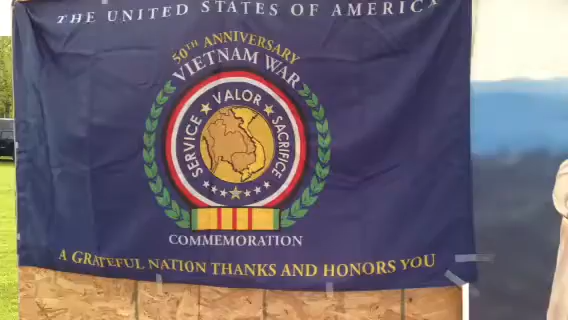 THE UNITED STATES OF AMERICA
50TH ANNIVERSARY
VIETNAM WAR
SERVICE VALOR SACRIFICE
COMMEMORATION
A GRATEFUL NATION THANKS AND HONORS YOU